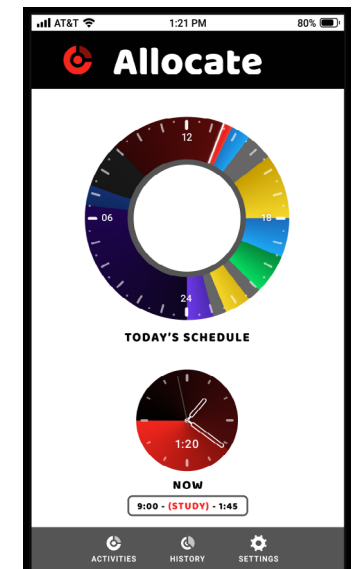 AT&T 1:21 PM 80%
Allocate
12
06 18
24
TODAY'S SCHEDULE
1:20
NOW
9:00 - (STUDY) - 1:45
ACTIVITIES HISTORY SETTINGS